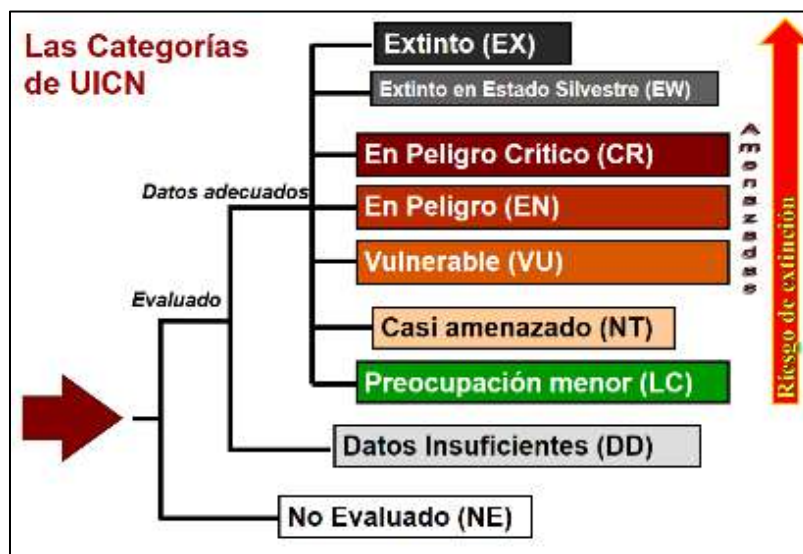 Las Categorías
de UICN
Extinto (EX)
Extinto en Estado Silvestre (EW)
En Peligro Crítico (CR)
Datos adecuados
En Peligro (EN)
Vulnerable (VU)
Amenazadas
Evaluado
Casi amenazado (NT)
Preocupación menor (LC)
Riesgo de extinción
Datos Insuficientes (DD)
No Evaluado (NE)